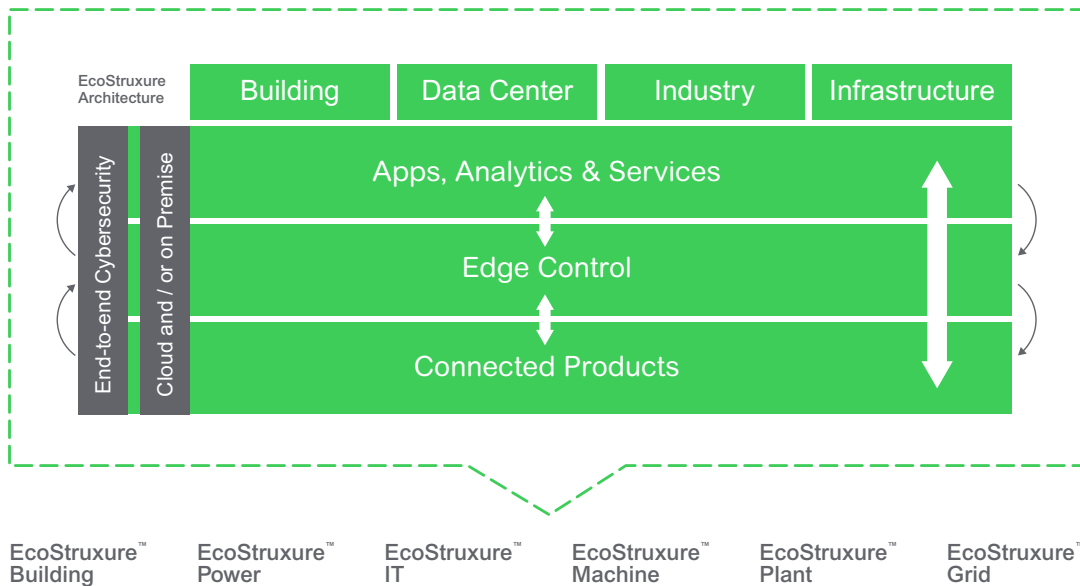 EcoStruxure
Architecture
Building
Data Center
Industry
Infrastructure
End-to-end Cybersecurity
Cloud and / or on Premise
Apps, Analytics & Services
Edge Control
Connected Products
EcoStruxure™
Building
EcoStruxure™
Power
EcoStruxure™
IT
EcoStruxure™
Machine
EcoStruxure™
Plant
EcoStruxure™
Grid